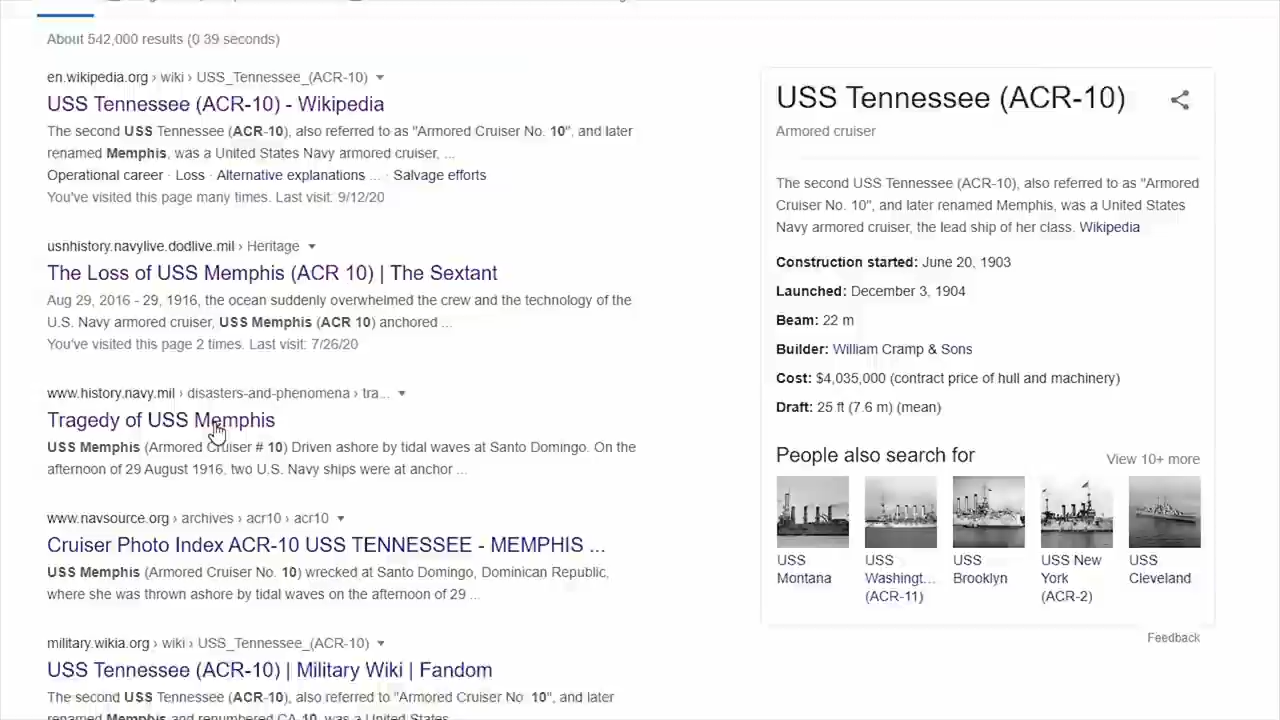 About 542,000 results (0 39 seconds)
en.wikipedia.org › wiki › USS_Tennessee_(ACR-10)
USS Tennessee (ACR-10) - Wikipedia
The second USS Tennessee (ACR-10), also referred to as "Armored Cruiser No. 10", and later
renamed Memphis, was a United States Navy armored cruiser, ...
Operational career · Loss · Alternative explanations ... · Salvage efforts
You've visited this page many times. Last visit: 9/12/20
usnhistory.navylive.dodlive.mil › Heritage
The Loss of USS Memphis (ACR 10) | The Sextant
Aug 29, 2016 - 29, 1916, the ocean suddenly overwhelmed the crew and the technology of the
U.S. Navy armored cruiser, USS Memphis (ACR 10) anchored ...
You've visited this page 2 times. Last visit: 7/26/20
www.history.navy.mil › disasters-and-phenomena › tra...
Tragedy of USS Memphis
USS Memphis (Armored Cruiser # 10) Driven ashore by tidal waves at Santo Domingo. On the
afternoon of 29 August 1916, two U.S. Navy ships were at anchor ...
www.navsource.org › archives › acr10 › acr10
Cruiser Photo Index ACR-10 USS TENNESSEE - MEMPHIS ...
USS Memphis (Armored Cruiser No. 10) wrecked at Santo Domingo, Dominican Republic,
where she was thrown ashore by tidal waves on the afternoon of 29 ...
military.wikia.org › wiki › USS_Tennessee_(ACR-10)
USS Tennessee (ACR-10) | Military Wiki | Fandom
The second USS Tennessee (ACR-10), also referred to "Armored Cruiser No 10", and later
renamed Memphis and renumbered CA-10, was a United States
USS Tennessee (ACR-10)
Armored cruiser
The second USS Tennessee (ACR-10), also referred to as "Armored
Cruiser No. 10", and later renamed Memphis, was a United States
Navy armored cruiser, the lead ship of her class. Wikipedia
Construction started: June 20, 1903
Launched: December 3, 1904
Beam: 22 m
Builder: William Cramp & Sons
Cost: $4,035,000 (contract price of hull and machinery)
Draft: 25 ft (7.6 m) (mean)
People also search for
View 10+ more
USS Montana
USS Washingt... (ACR-11)
USS Brooklyn
USS New York (ACR-2)
USS Cleveland
Feedback